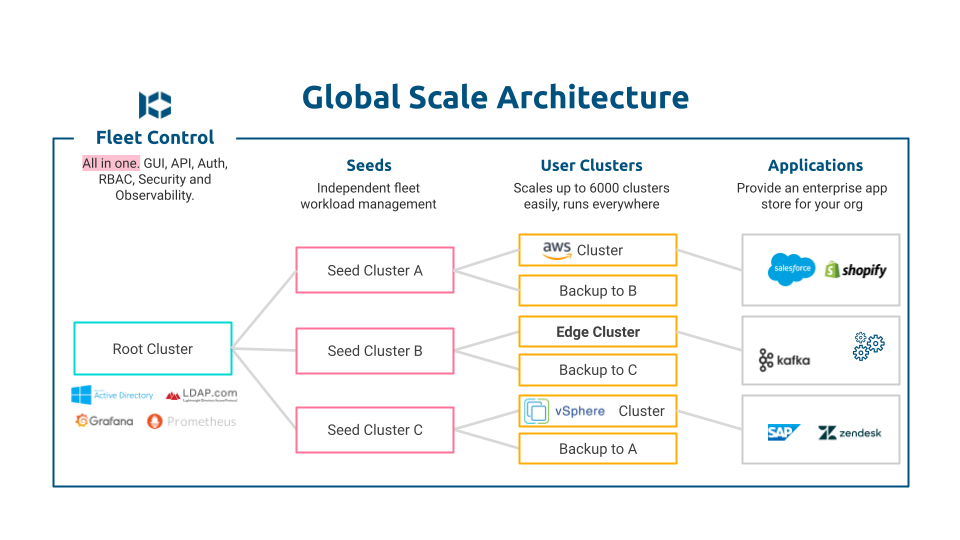 Global Scale Architecture
Fleet Control
All in one. GUI, API, Auth,
RBAC, Security and
Observability.
Seeds
Independent fleet
workload management
User Clusters
Scales up to 6000 clusters
easily, runs everywhere
Applications
Provide an enterprise app
store for your org
Root Cluster
Active Directory
LDAP.com
Grafana
Prometheus
Seed Cluster A
Seed Cluster B
Seed Cluster C
aws Cluster
Backup to B
Edge Cluster
Backup to C
vSphere Cluster
Backup to A
salesforce
shopify
kafka
SAP
zendesk